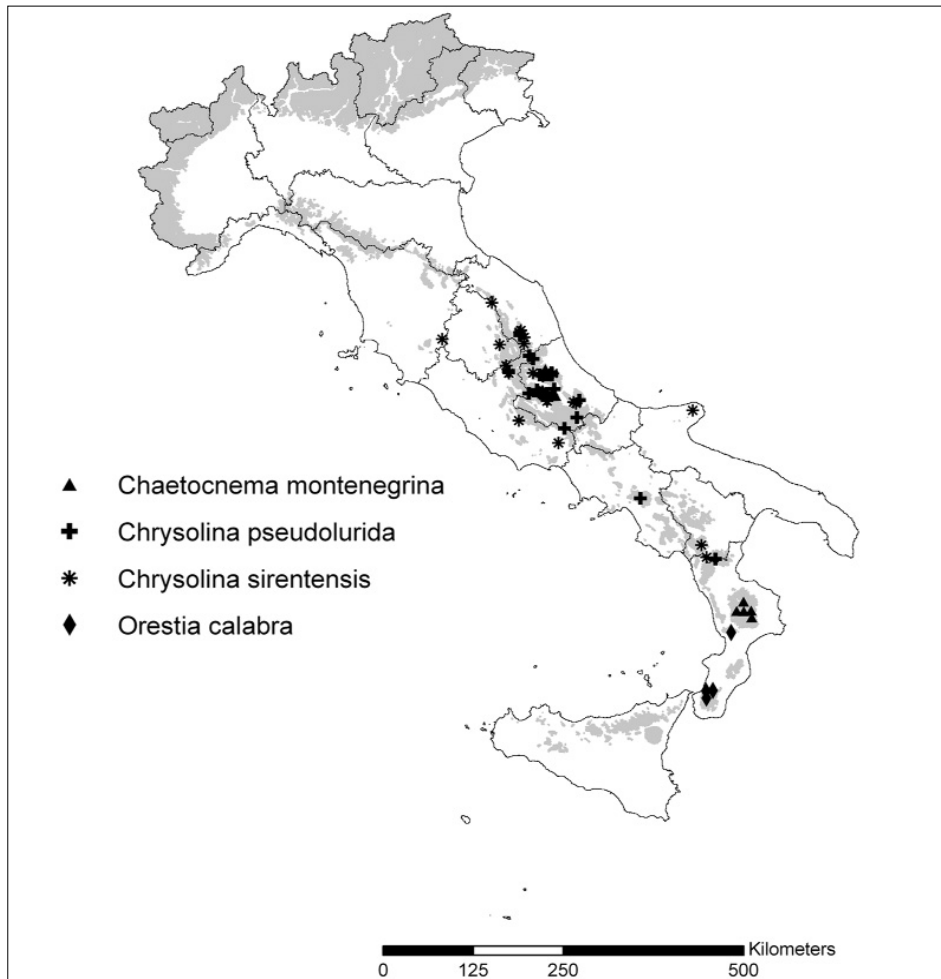 Chaetocnema montenegrina
Chrysolina pseudolurida
Chrysolina sirentensis
Orestia calabra
Kilometers
0 125 250 500